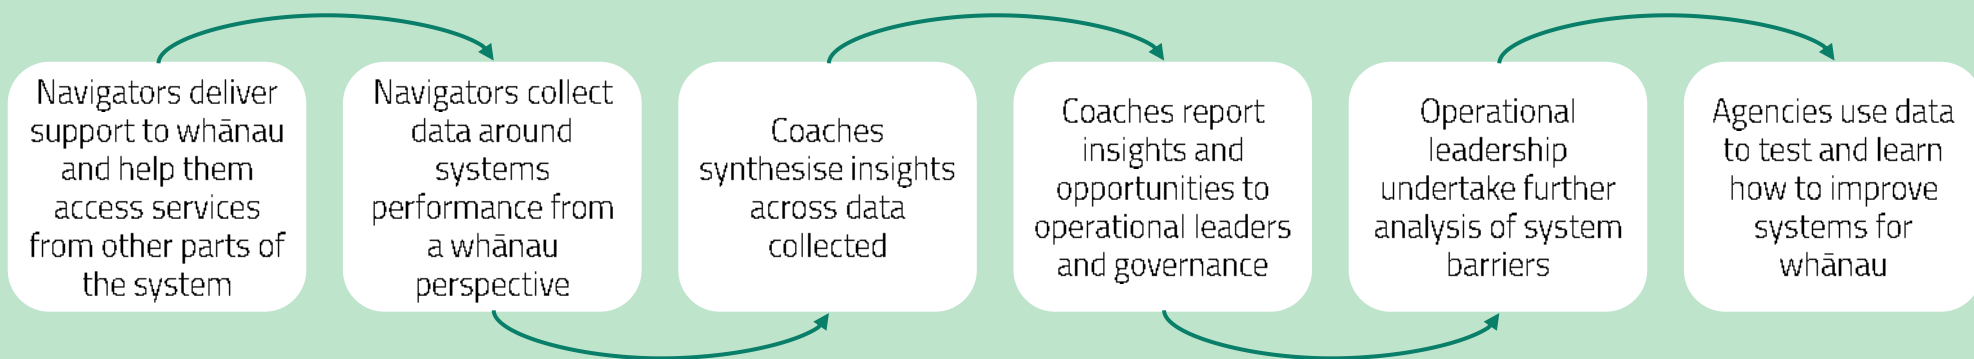 Navigators deliver
support to whānau
and help them
access services
from other parts of
the system
Navigators collect
data around
systems
performance from
a whānau
perspective
Coaches
synthesise insights
across data
collected
Coaches report
insights and
opportunities to
operational leaders
and governance
Operational
leadership
undertake further
analysis of system
barriers
Agencies use data
to test and learn
how to improve
systems for
whānau